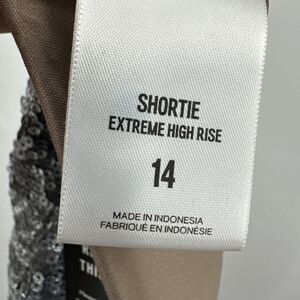 SHORTIE
EXTREME HIGH RISE
14
MADE IN INDONESIA
FABRIQUÉ EN INDONÉSIE